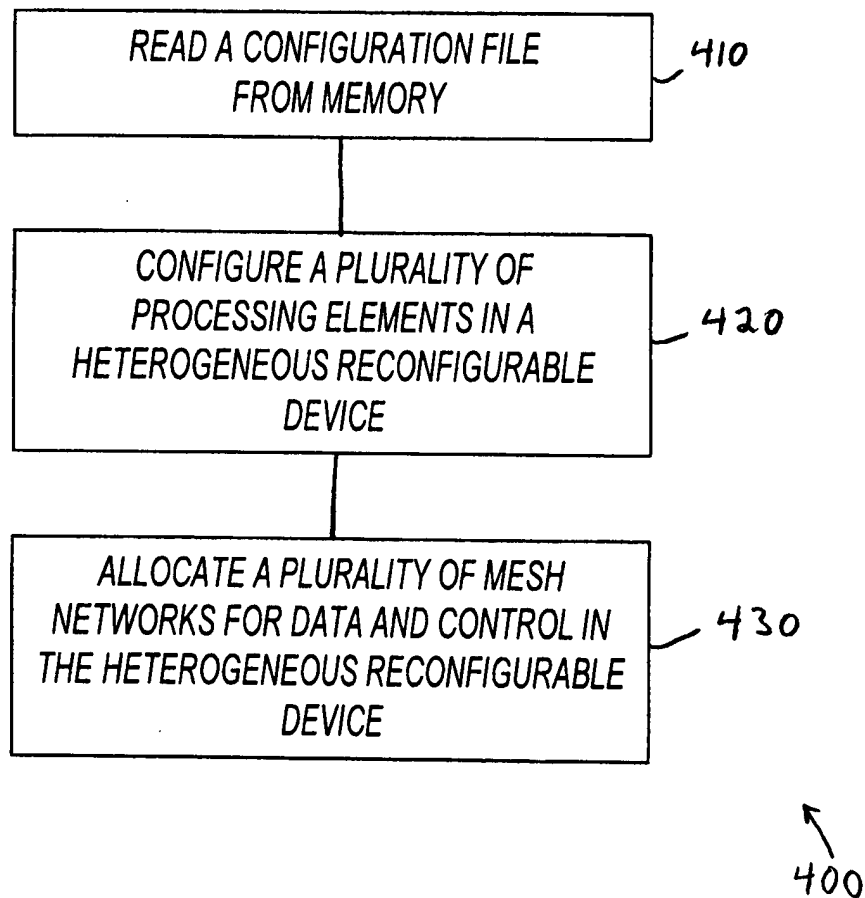 READ A CONFIGURATION FILE
FROM MEMORY
410
CONFIGURE A PLURALITY OF
PROCESSING ELEMENTS IN A
HETEROGENEOUS RECONFIGURABLE
DEVICE
420
ALLOCATE A PLURALITY OF MESH
NETWORKS FOR DATA AND CONTROL IN
THE HETEROGENEOUS RECONFIGURABLE
DEVICE
430
400